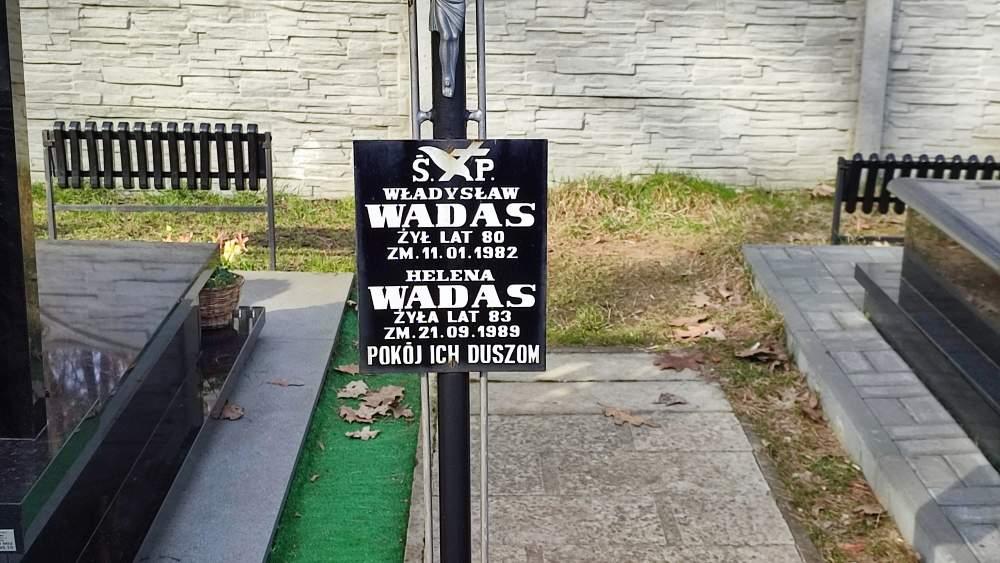 Ś. P.
WŁADYSŁAW
WADAS
ŻYŁ LAT 80
ZM. 11.01.1982
HELENA
WADAS
ŻYŁA LAT 83
ZM. 21.09.1989
POKÓJ ICH DUSZOM